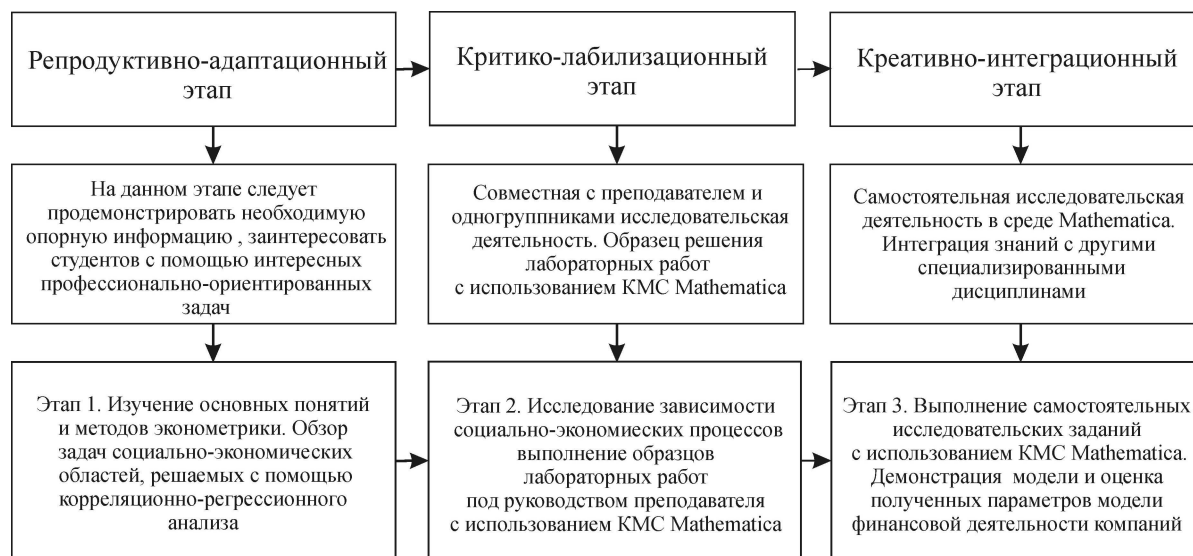 Репродуктивно-адаптационный
этап
Критико-лабилизационный
этап
Креативно-интеграционный
этап
На данном этапе следует
продемонстрировать необходимую
опорную информацию , заинтересовать
студентов с помощью интересных
профессионально-ориентированных
задач
Совместная с преподавателем и
одногруппниками исследовательская
деятельность. Образец решения
лабораторных работ
с использованием КМС Mathematica
Самостоятельная исследовательская
деятельность в среде Mathematica.
Интеграция знаний с другими
специализированными
дисциплинами
Этап 1. Изучение основных понятий
и методов эконометрики. Обзор
задач социально-экономических
областей, решаемых с помощью
корреляционно-регрессионного
анализа
Этап 2. Исследование зависимости
социально-экономиеских процессов
выполнение образцов
лабораторных работ
под руководством преподавателя
с использованием КМС Mathematica
Этап 3. Выполнение самостоятельных
исследовательских заданий
с использованием КМС Mathematica.
Демонстрация модели и оценка
полученных параметров модели
финансовой деятельности компаний